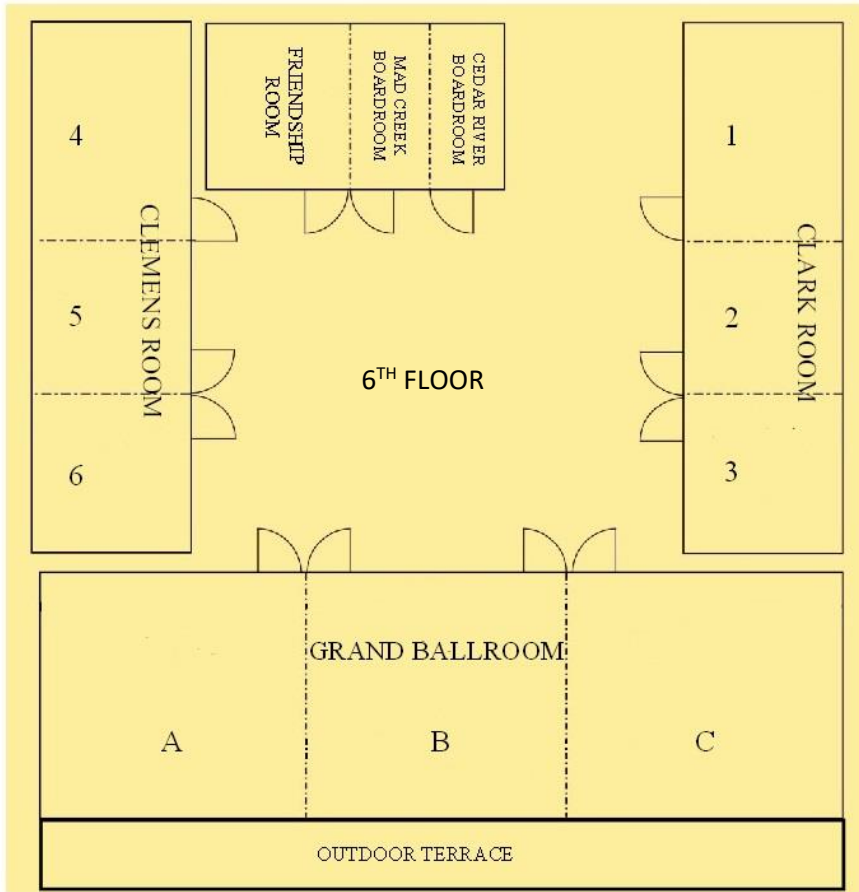 FRIENDSHIP
ROOM
MAD CREEK
BOARDROOM
CEDAR RIVER
BOARDROOM
4
5
6
CLEMENS ROOM
1
2
3
CLARK ROOM
6TH FLOOR
GRAND BALLROOM
A
B
C
OUTDOOR TERRACE